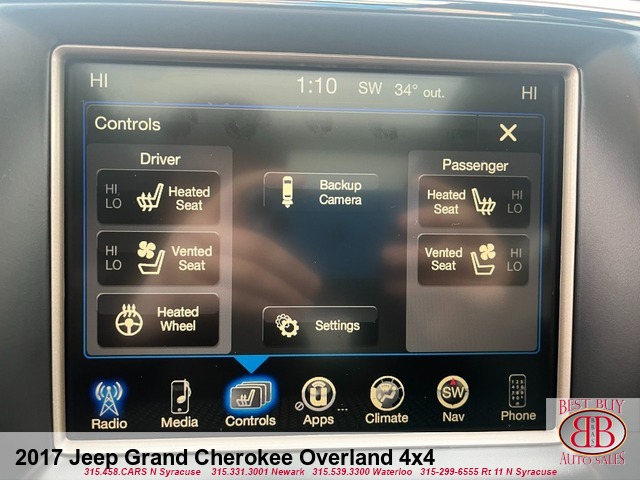 HI 1:10 SW 34° out. HI
Controls
Driver
HI
LO
Heated
Seat
HI
LO
Vented
Seat
Heated
Wheel
Backup
Camera
Settings
Passenger
Heated
Seat
HI
LO
Vented
Seat
HI
LO
Radio
Media
Controls
Apps
Climate
SW
Nav
Phone
BEST BUY
BB
AUTO SALES
2017 Jeep Grand Cherokee Overland 4x4
315.458.CARS N Syracuse 315.331.3001 Newark 315.539.3300 Waterloo 315-299-6555 Rt 11 N Syracuse